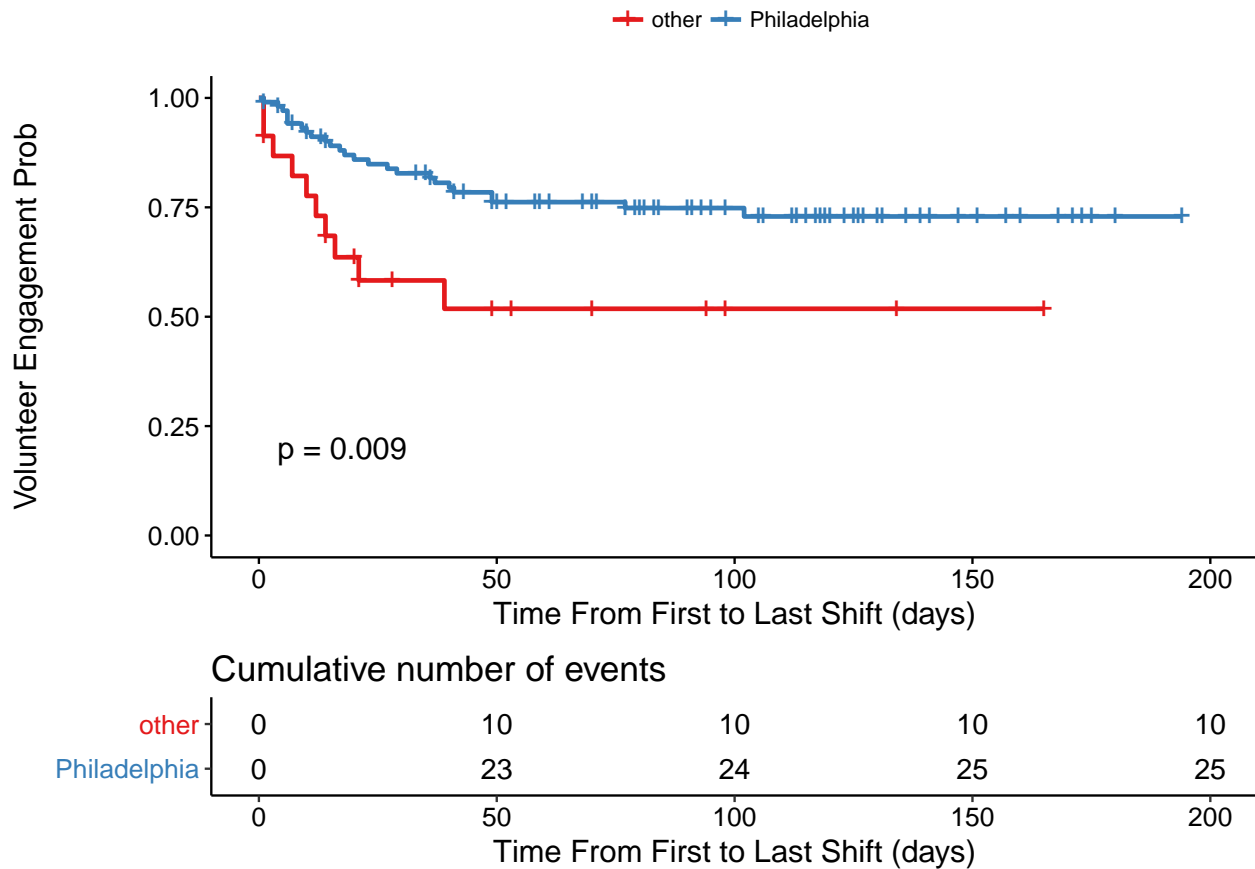 other Philadelphia
Volunteer Engagement Prob
1.00
0.75
0.50
0.25
0.00
p = 0.009
0 50 100 150 200
Time From First to Last Shift (days)
Cumulative number of events
other 0 10 10 10 10
Philadelphia 0 23 24 25 25
0 50 100 150 200
Time From First to Last Shift (days)